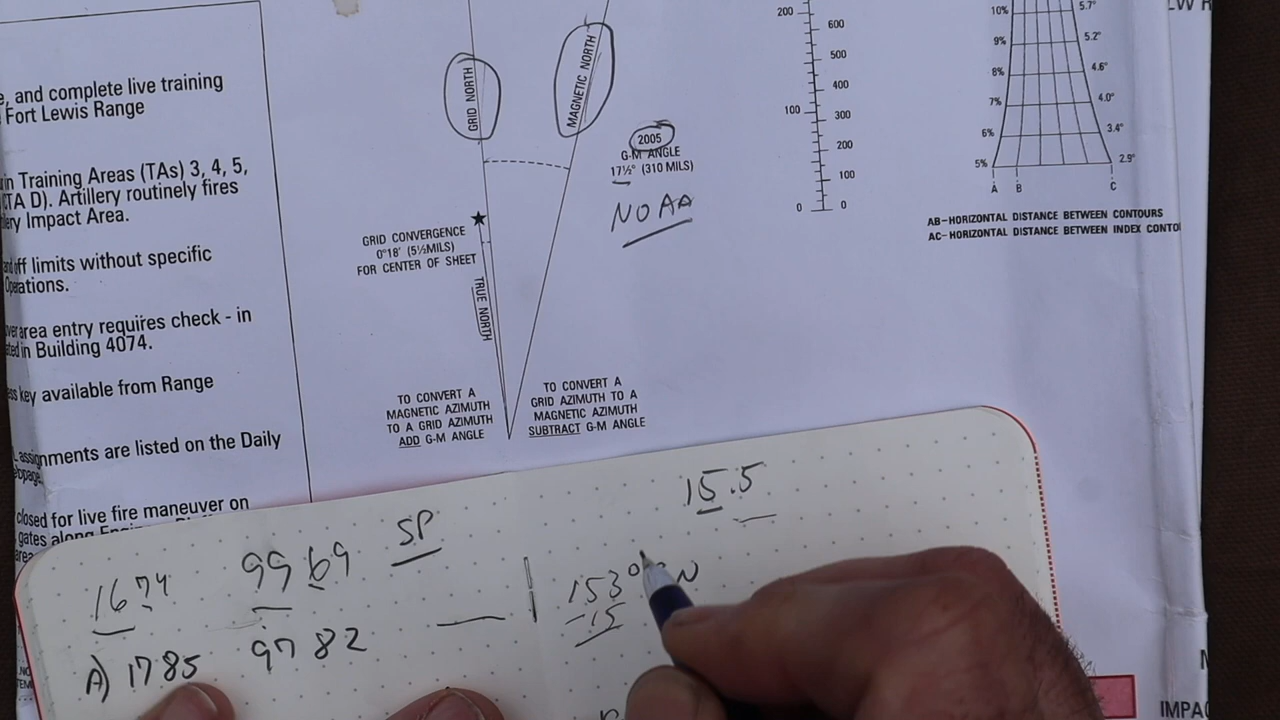 e, and complete live training
Fort Lewis Range
in Training Areas (TAs) 3, 4, 5,
TA D). Artillery routinely fires
ery Impact Area.
off limits without specific
Operations.
area entry requires check - in
in Building 4074.
key available from Range
assignments are listed on the Daily
closed for live fire maneuver on
gates along
area
GRID NORTH
MAGNETIC NORTH
2005
G-M ANGLE
17½° (310 MILS)
NOAA
★
GRID CONVERGENCE
0°18' (5½MILS)
FOR CENTER OF SHEET
TRUE NORTH
TO CONVERT A
MAGNETIC AZIMUTH
TO A GRID AZIMUTH
ADD G-M ANGLE
TO CONVERT A
GRID AZIMUTH TO A
MAGNETIC AZIMUTH
SUBTRACT G-M ANGLE
200
100
0
600
500
400
300
200
100
0
10% 5.7°
9% 5.2°
8% 4.6°
7% 4.0°
6% 3.4°
5% 2.9°
A B C
AB-HORIZONTAL DISTANCE BETWEEN CONTOURS
AC-HORIZONTAL DISTANCE BETWEEN INDEX CONTO
15.5
1674 9969 SP
153° N
-15
A) 1785 9782
IMPAC